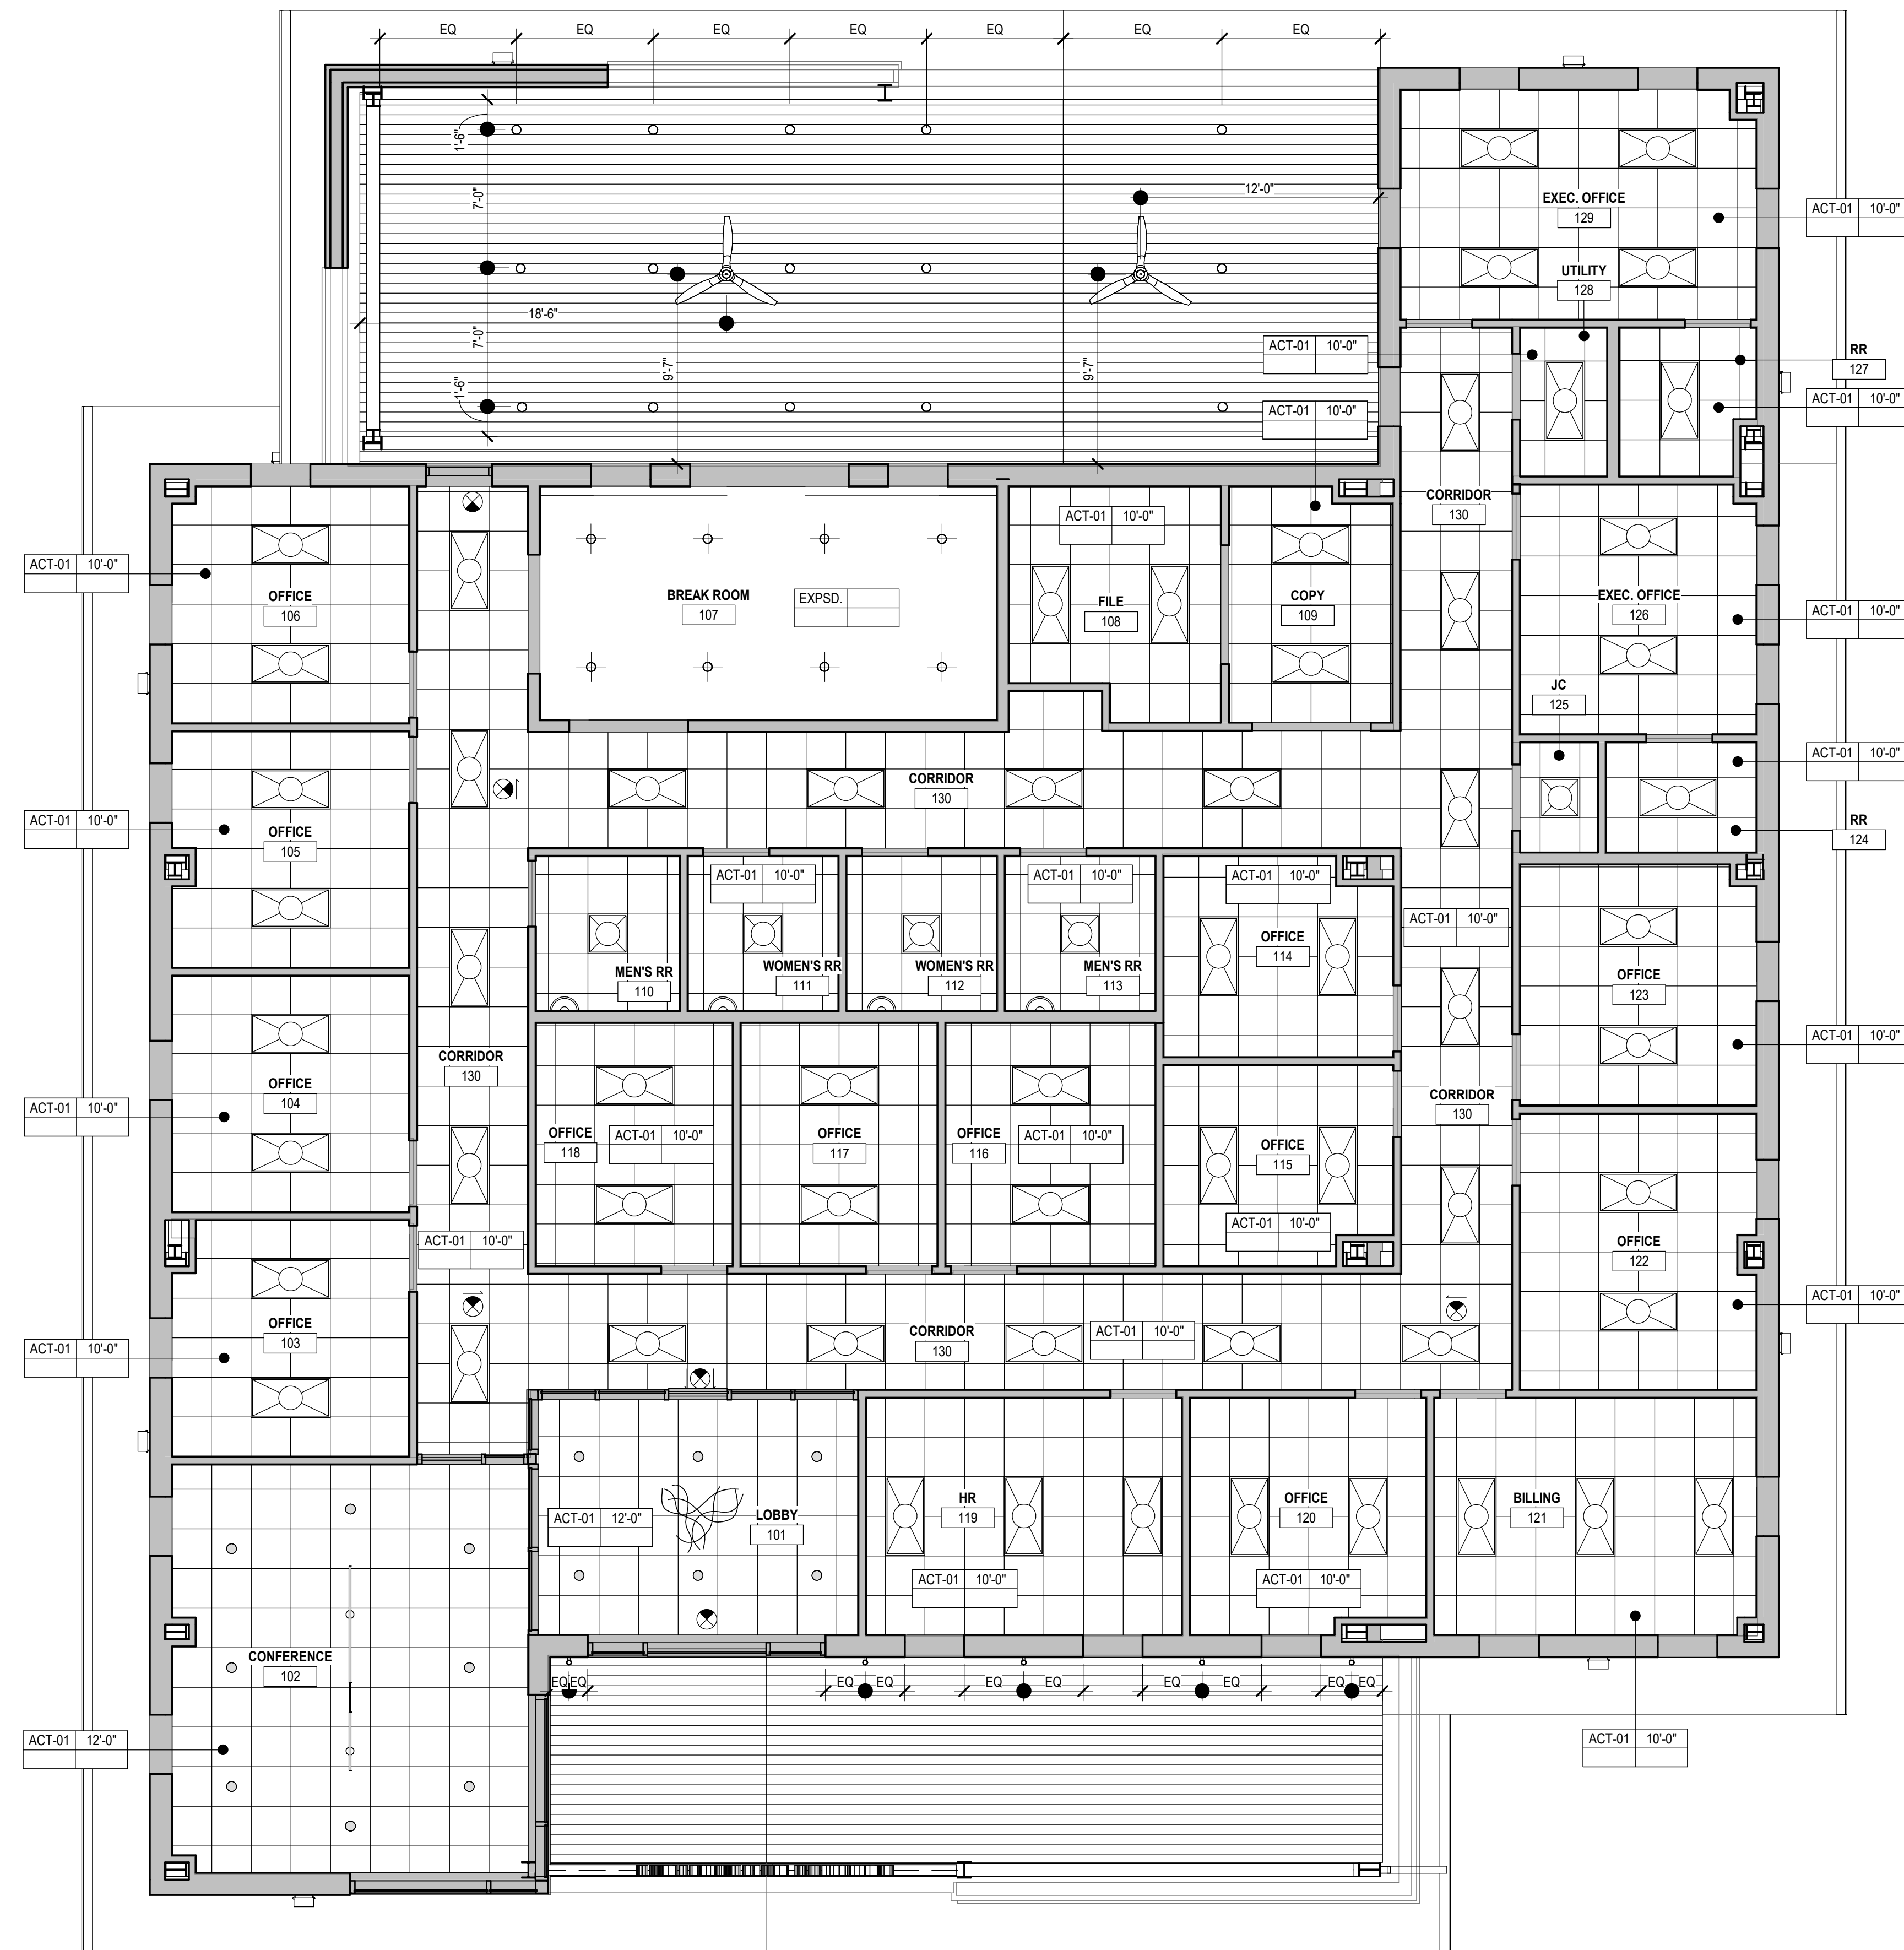 EQ EQ EQ EQ EQ EQ EQ
1'-6"
7'-0"
12'-0"
EXEC. OFFICE
129
ACT-01 10'-0"
UTILITY
128
18'-6"
7'-0"
9'-7"
9'-7"
ACT-01 10'-0"
RR
127
1'-6"
ACT-01 10'-0"
ACT-01 10'-0"
CORRIDOR
130
ACT-01 10'-0"
ACT-01 10'-0"
OFFICE
106
BREAK ROOM
107
EXPSD.
FILE
108
COPY
109
EXEC. OFFICE
126
ACT-01 10'-0"
JC
125
ACT-01 10'-0"
CORRIDOR
130
ACT-01 10'-0"
OFFICE
105
RR
124
ACT-01 10'-0"
ACT-01 10'-0"
ACT-01 10'-0"
ACT-01 10'-0"
OFFICE
114
MEN'S RR
110
WOMEN'S RR
111
WOMEN'S RR
112
MEN'S RR
113
OFFICE
123
ACT-01 10'-0"
CORRIDOR
130
OFFICE
104
ACT-01 10'-0"
CORRIDOR
130
OFFICE
118
ACT-01 10'-0"
OFFICE
117
OFFICE
116
ACT-01 10'-0"
OFFICE
115
ACT-01 10'-0"
ACT-01 10'-0"
OFFICE
122
ACT-01 10'-0"
OFFICE
103
ACT-01 10'-0"
CORRIDOR
130
ACT-01 10'-0"
HR
119
OFFICE
120
BILLING
121
ACT-01 12'-0"
LOBBY
101
ACT-01 10'-0"
ACT-01 10'-0"
CONFERENCE
102
EQ EQ EQ EQ EQ EQ EQ EQ EQ EQ
ACT-01 12'-0"
ACT-01 10'-0"